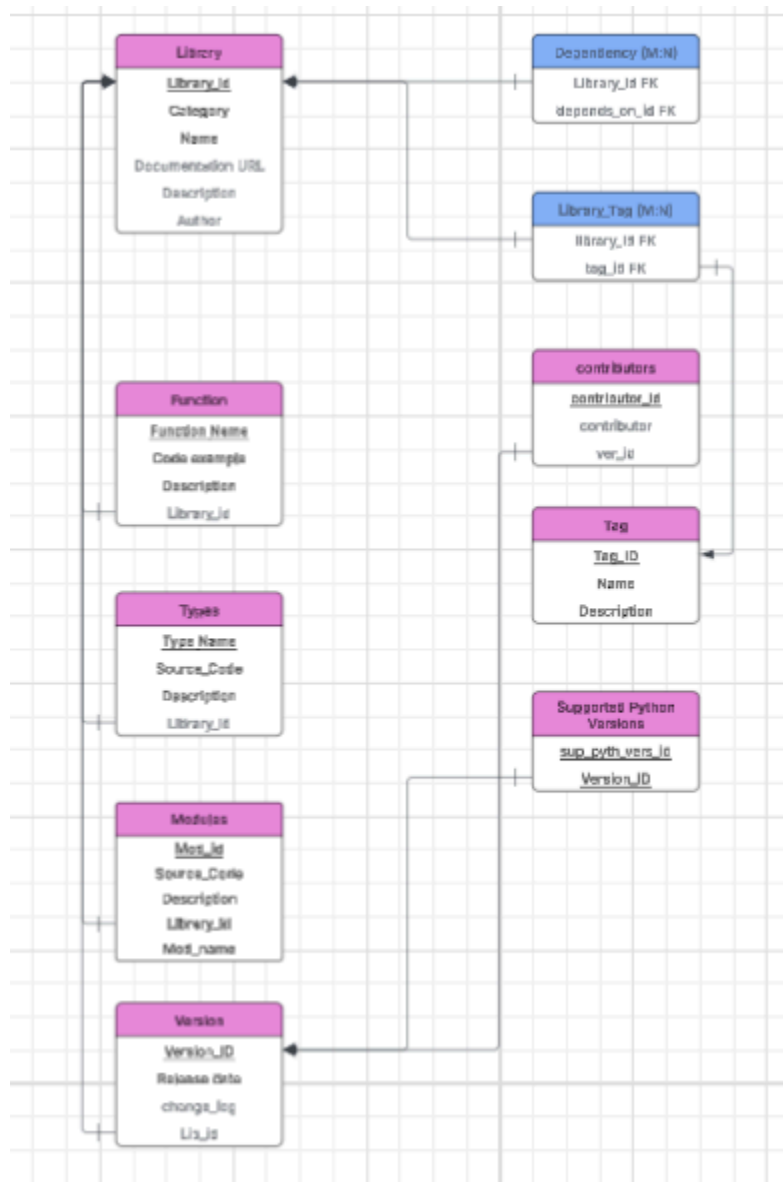 Library
Library_id
Category
Name
Documentation URL
Description
Author
Dependency (M:N)
Library_id FK
depends_on_id FK
Library_Tag (M:N)
library_id FK
tag_id FK
Function
Function Name
Code example
Description
Library_id
contributors
contributor_id
contributor
ver_id
Tag
Tag_ID
Name
Description
Types
Type Name
Source_Code
Description
Library_id
Supported Python
Versions
sup_pyth_vers_id
Version_ID
Modules
Mod_id
Source_Code
Description
Library_id
Mod_name
Version
Version_ID
Release date
change_log
Lib_id